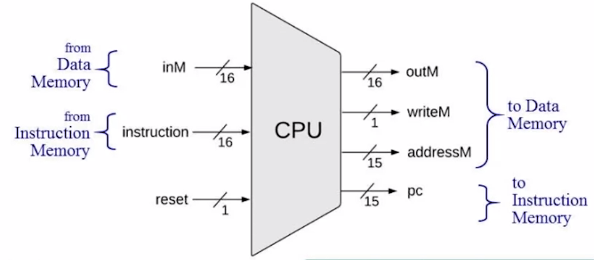 from
Data
Memory
inM
16
from
Instruction
Memory
instruction
16
reset
1
CPU
outM
16
writeM
1
addressM
15
pc
15
to Data
Memory
to
Instruction
Memory